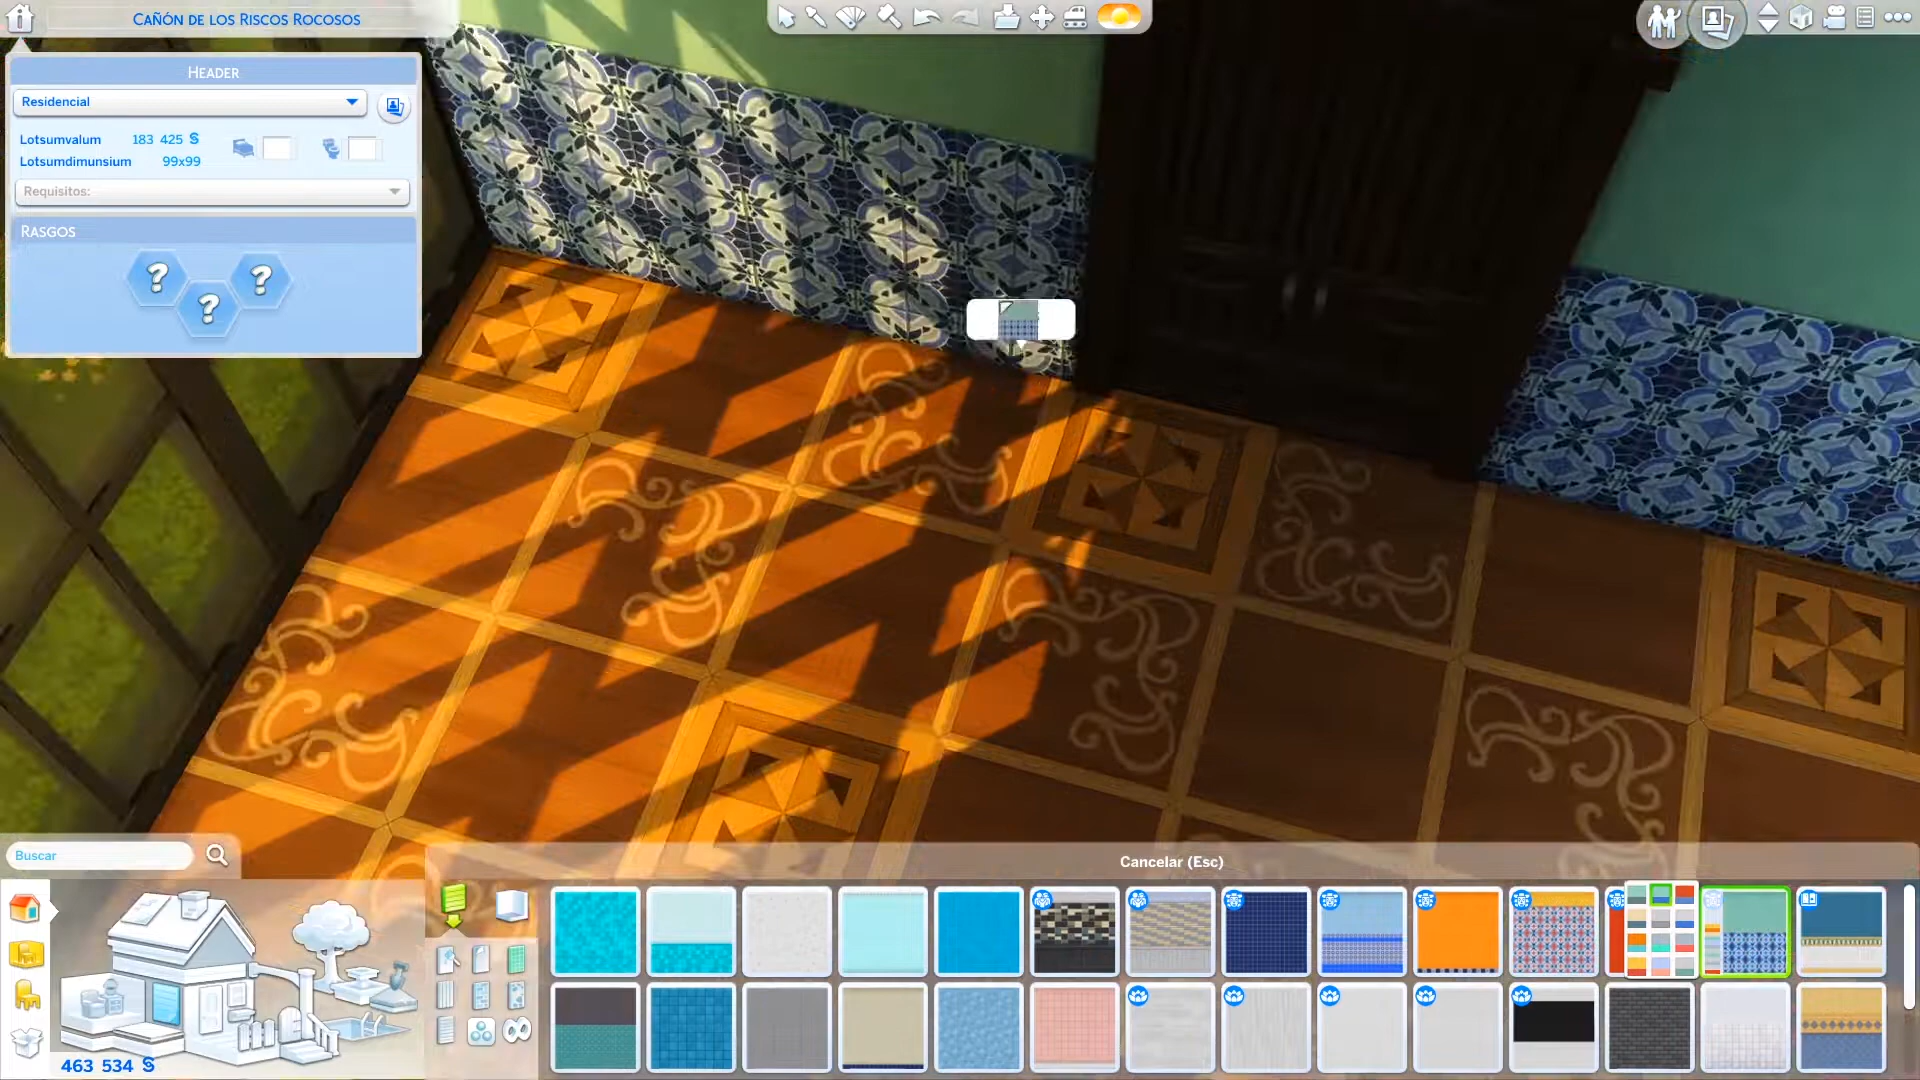 CAÑÓN DE LOS RISCOS ROCOSOS
HEADER
Residencial
Lotsumvalum 183 425 §
Lotsumdimunsium 99x99
Requisitos:
RASGOS
? ? ?
Cancelar (Esc)
Buscar
463 534 §